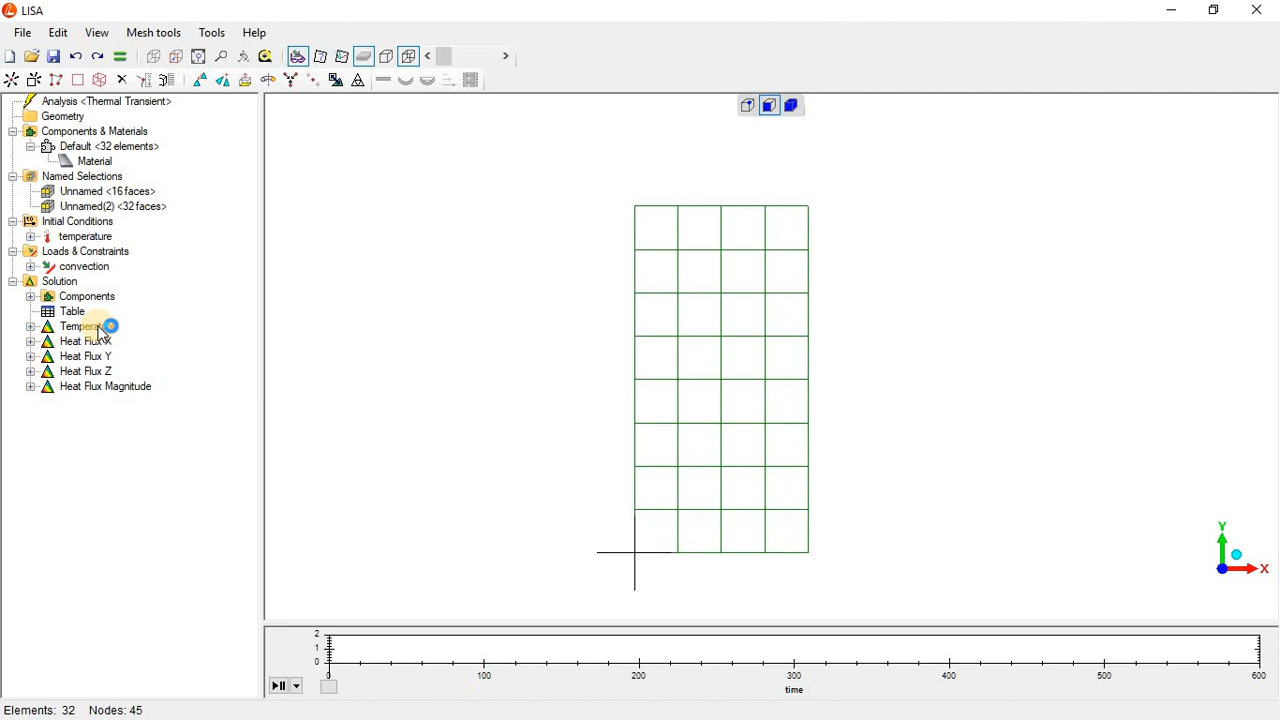 LISA
File Edit View Mesh tools Tools Help
Analysis <Thermal Transient>
Geometry
Components & Materials
Default <32 elements>
Material
Named Selections
Unnamed <16 faces>
Unnamed(2) <32 faces>
Initial Conditions
temperature
Loads & Constraints
convection
Solution
Components
Table
Heat Flux X
Heat Flux Y
Heat Flux Z
Heat Flux Magnitude
Y
X
2
1
0
0 100 200 300 400 500 600
time
Elements: 32 Nodes: 45